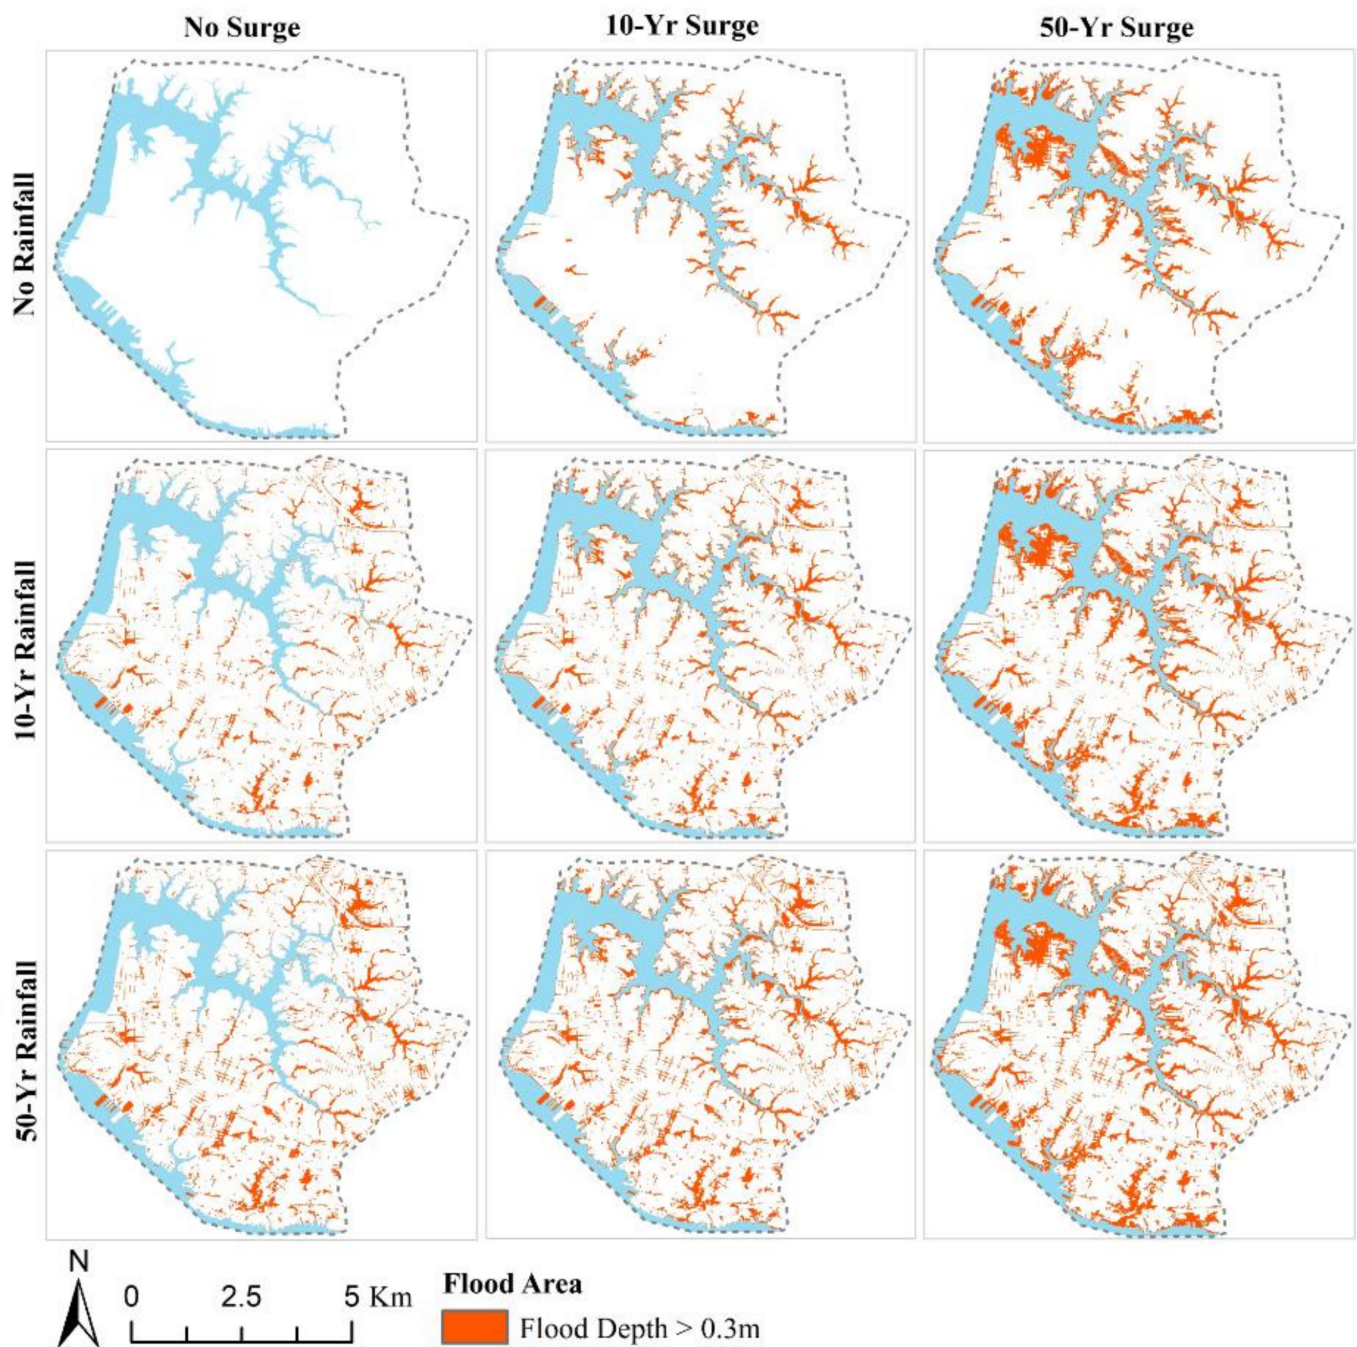 No Surge
10-Yr Surge
50-Yr Surge
No Rainfall
10-Yr Rainfall
50-Yr Rainfall
N
0 2.5 5 Km
Flood Area
Flood Depth > 0.3m